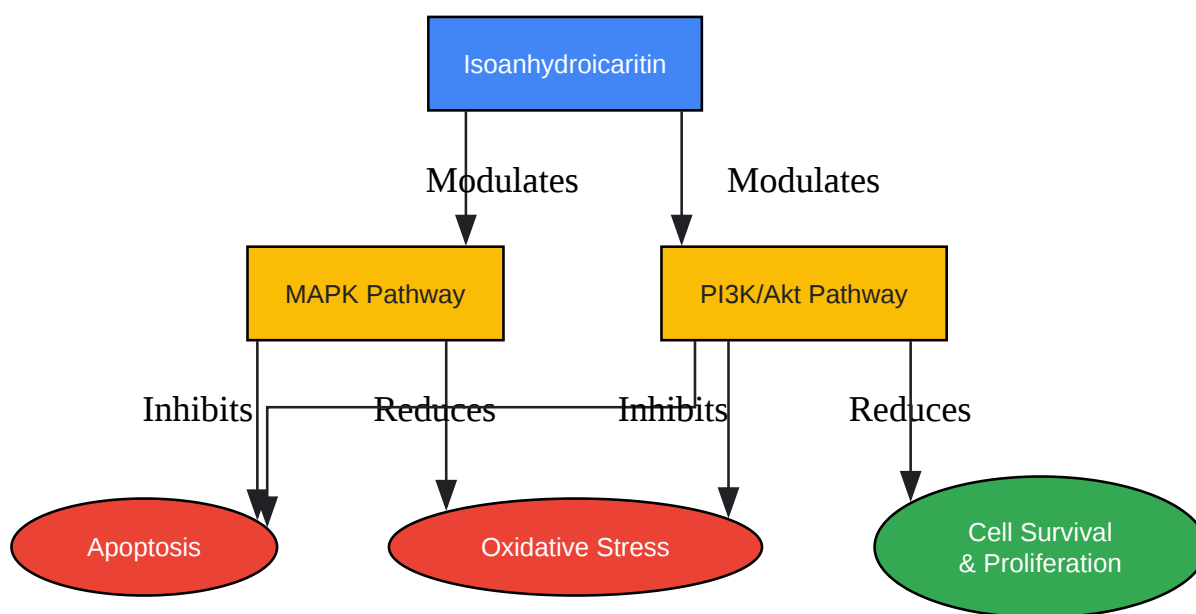 Isoanhydroicaritin
Modulates
Modulates
MAPK Pathway
PI3K/Akt Pathway
Inhibits
Reduces
Inhibits
Reduces
Apoptosis
Oxidative Stress
Cell Survival
& Proliferation